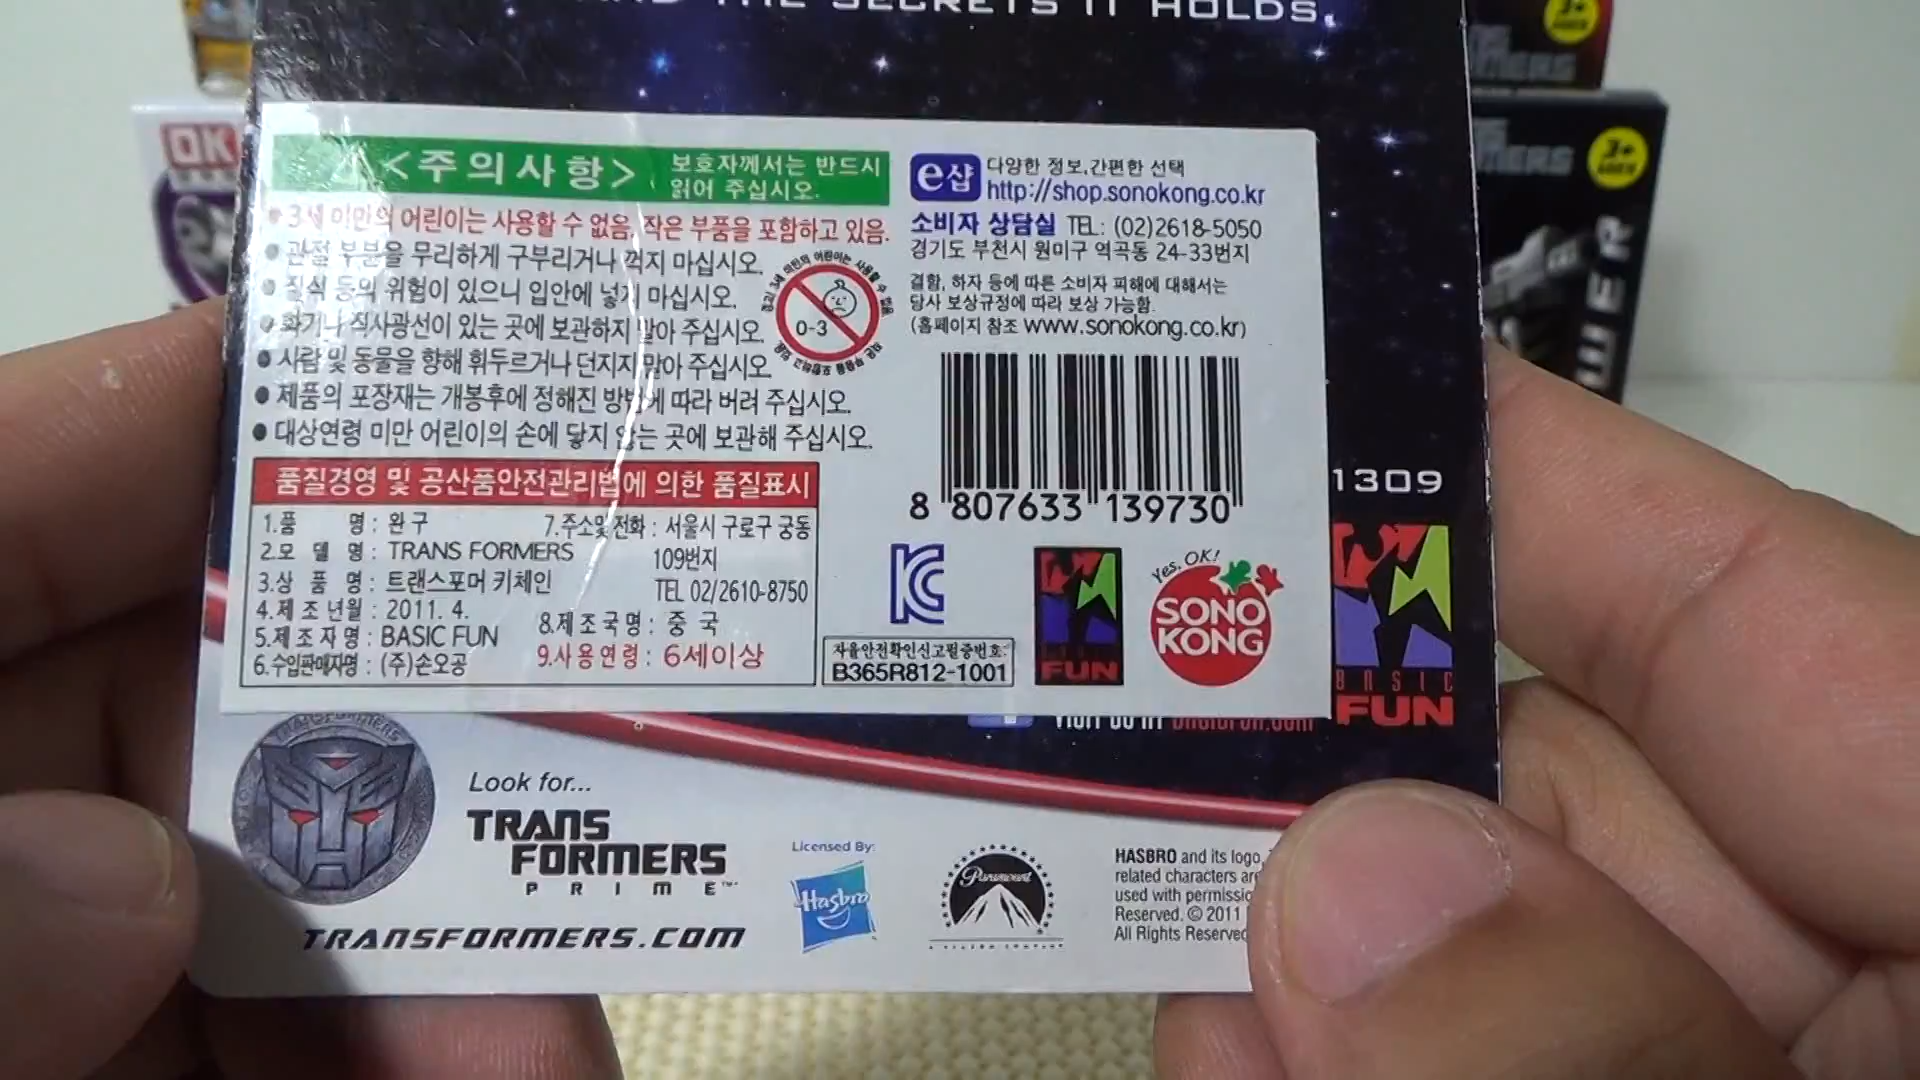 THE SECRETS IT HOLDS.
<주의사항>
보호자께서는 반드시
읽어 주십시오.
3세 미만의 어린이는 사용할 수 없음, 작은 부품을 포함하고 있음.
관절 부분을 무리하게 구부리거나 꺽지 마십시오.
질식 등의 위험이 있으니 입안에 넣지 마십시오.
화기나 직사광선이 있는 곳에 보관하지 말아 주십시오.
사람 및 동물을 향해 휘두르거나 던지지 말아 주십시오.
제품의 포장재는 개봉후에 정해진 방법에 따라 버려 주십시오.
대상연령 미만 어린이의 손에 닿지 않는 곳에 보관해 주십시오.
0-3
품질경영 및 공산품안전관리법에 의한 품질표시
1.품 명 : 완구
2.모 델 명 : TRANS FORMERS
3.상 품 명 : 트랜스포머 키체인
4.제 조 년월 : 2011. 4.
5.제 조 자 명 : BASIC FUN
6.수입판매자명 : (주)손오공
7.주소및전화 : 서울시 구로구 궁동
109번지
TEL 02/2610-8750
8.제 조 국 명 : 중 국
9.사 용 연 령 : 6세이상
e샵
다양한 정보,간편한 선택
http://shop.sonokong.co.kr
소비자 상담실 TEL: (02)2618-5050
경기도 부천시 원미구 역곡동 24-33번지
결함, 하자 등에 따른 소비자 피해에 대해서는
당사 보상규정에 따라 보상 가능함.
(홈페이지 참조 www.sonokong.co.kr)
8 807633 139730
자율안전확인신고필증번호:
B365R812-1001
FUN
Yes, OK!
SONO
KONG
1309
BASIC
FUN
Look for...
TRANS
FORMERS
PRIME™
TRANSFORMERS.COM
Licensed By:
Hasbro
Paramount
HASBRO and its logo,
related characters are
used with permissio
Reserved. © 2011
All Rights Reserved
OK
3+
3+